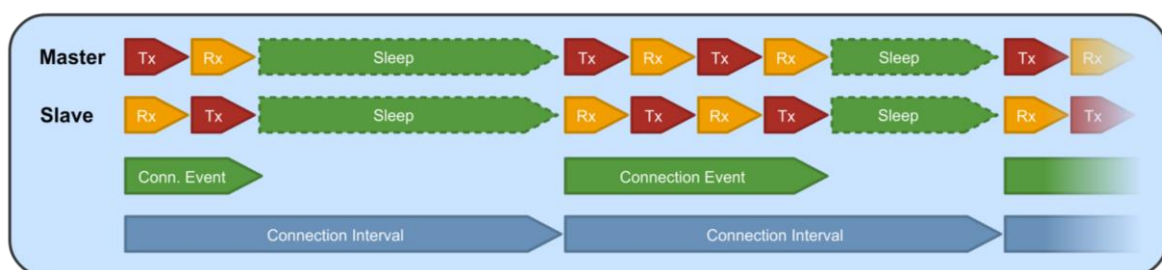 Master Tx Rx Sleep Tx Rx Tx Rx Sleep Tx Rx
Slave Rx Tx Sleep Rx Tx Rx Tx Sleep Rx Tx
Conn. Event Connection Event
Connection Interval Connection Interval